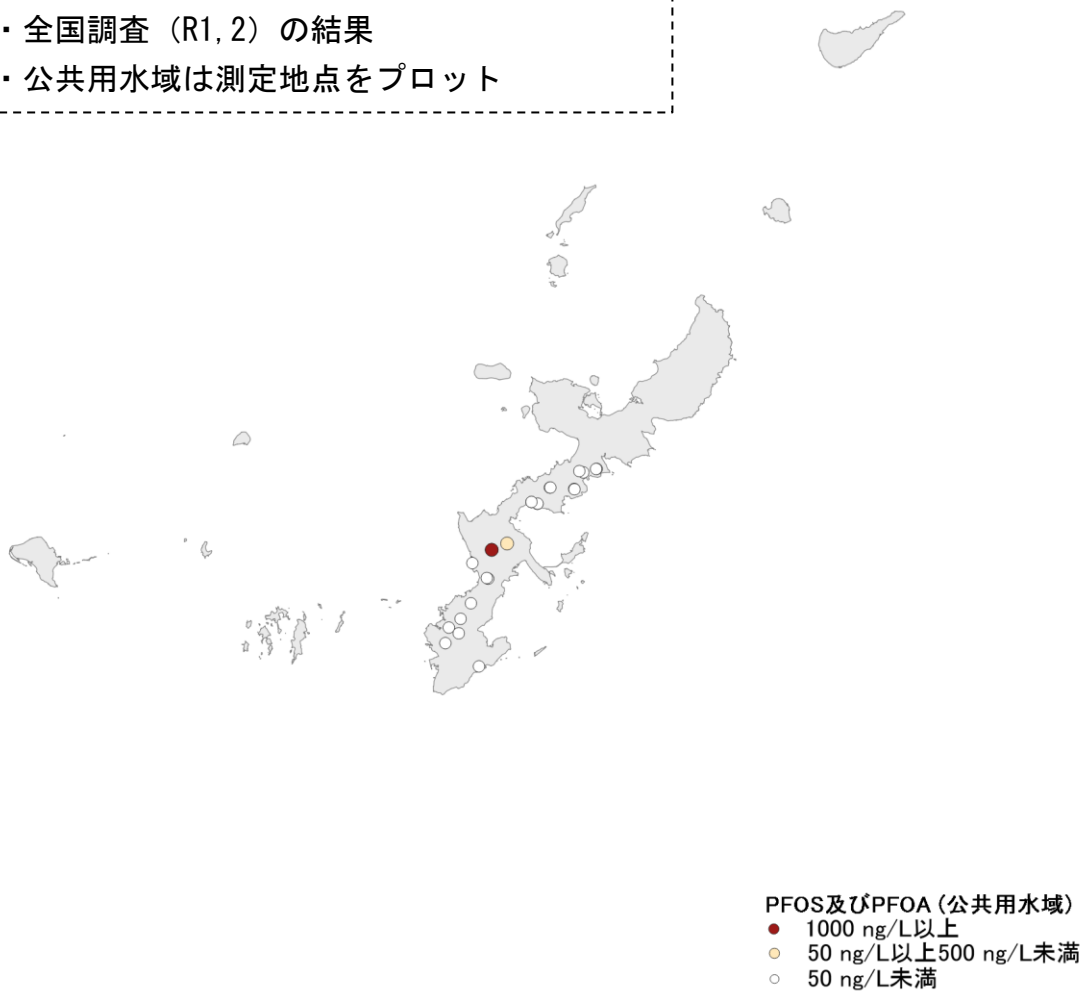 ・全国調査（R1,2）の結果
・公共用水域は測定地点をプロット
PFOS及びPFOA（公共用水域）
1000 ng/L以上
50 ng/L以上500 ng/L未満
50 ng/L未満